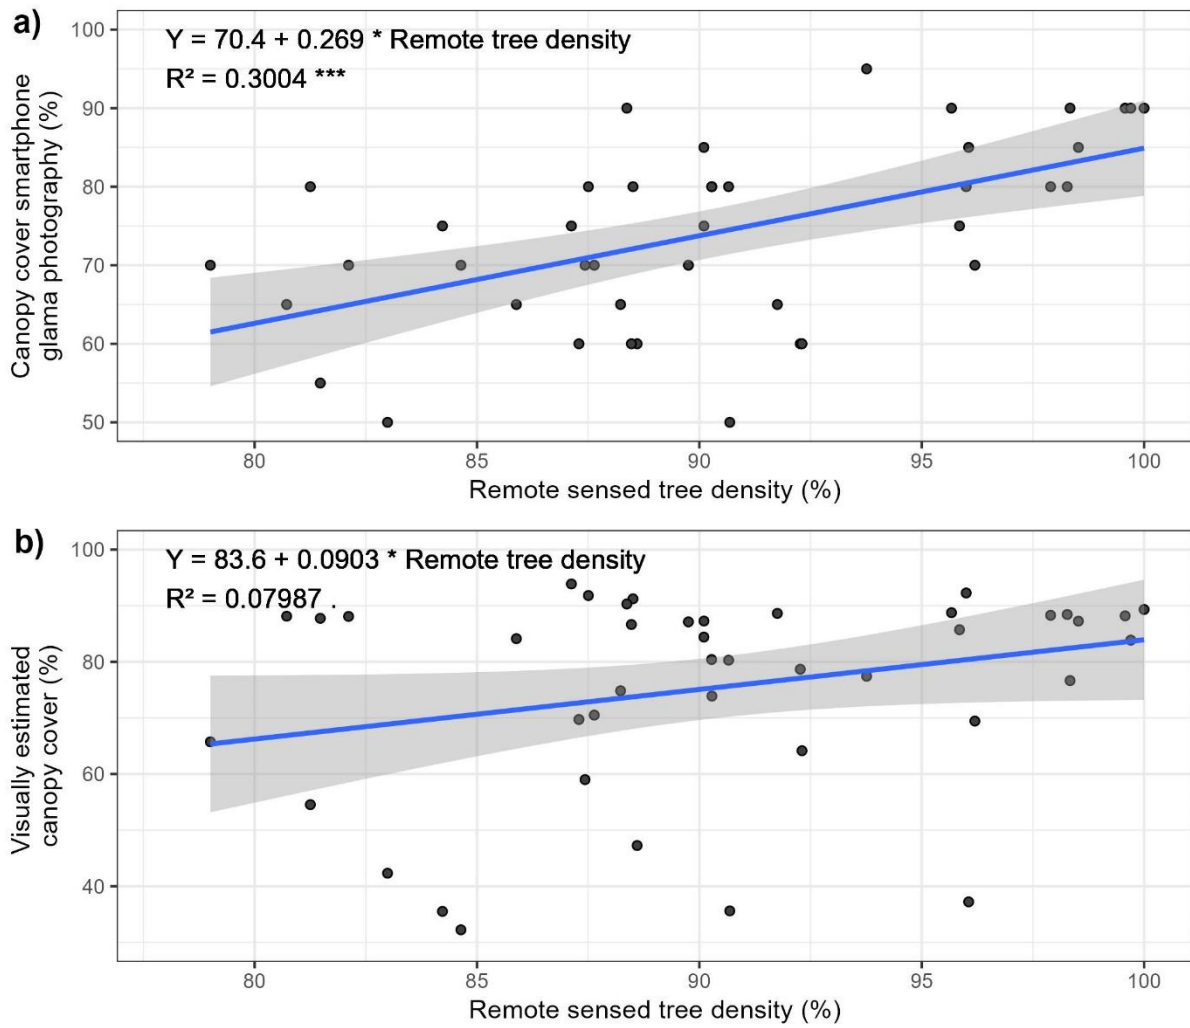 a)
Y = 70.4 + 0.269 * Remote tree density
R² = 0.3004 ***
Canopy cover smartphone
glama photography (%)
100
90
80
70
60
50
80 85 90 95 100
Remote sensed tree density (%)
b)
Y = 83.6 + 0.0903 * Remote tree density
R² = 0.07987 .
Visually estimated
canopy cover (%)
100
80
60
40
80 85 90 95 100
Remote sensed tree density (%)